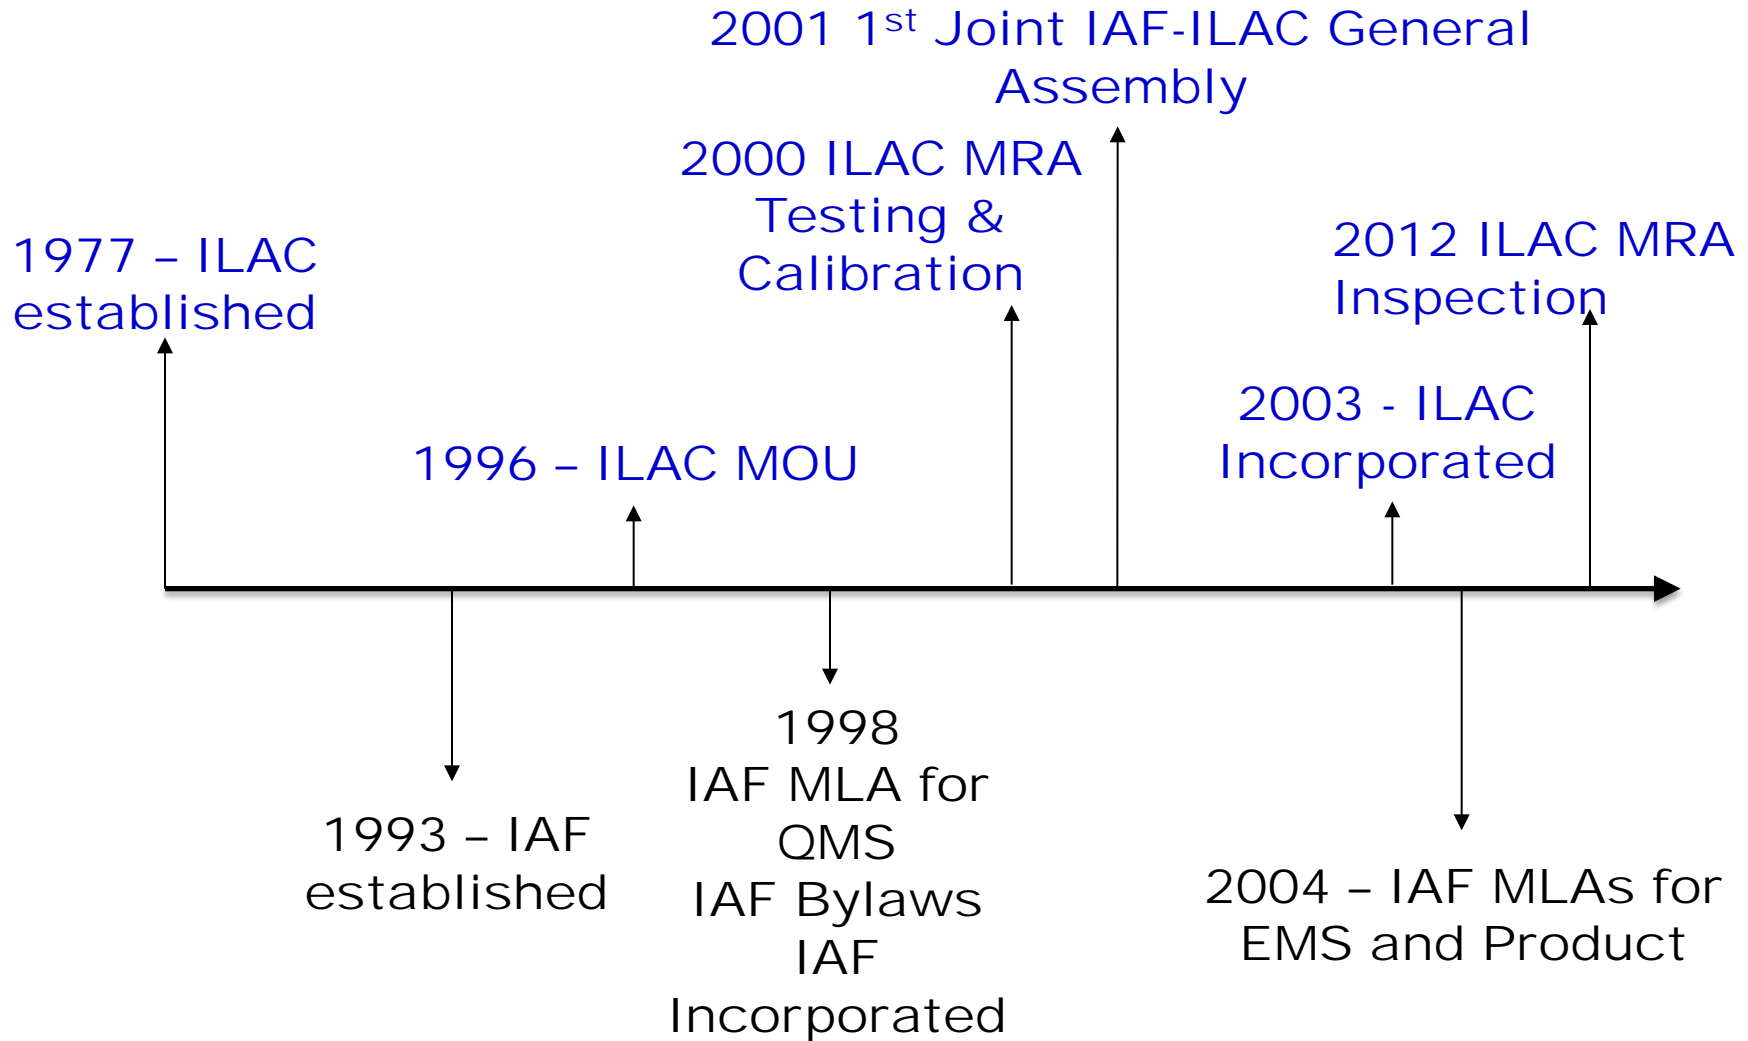 2001 1st Joint IAF-ILAC General
Assembly
2000 ILAC MRA
Testing &
Calibration
1977 – ILAC
established
2012 ILAC MRA
Inspection
2003 - ILAC
Incorporated
1996 – ILAC MOU
1993 – IAF
established
1998
IAF MLA for
QMS
IAF Bylaws
IAF
Incorporated
2004 – IAF MLAs for
EMS and Product